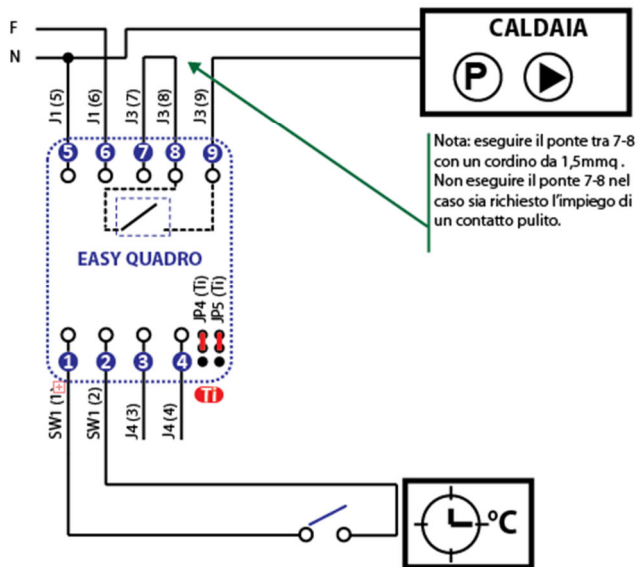 F
CALDAIA
N
P
J1 (5)
J1 (6)
J3 (7)
J3 (8)
J3 (9)
5
6
7
8
9
Nota: eseguire il ponte tra 7-8
con un cordino da 1,5mmq .
Non eseguire il ponte 7-8 nel
caso sia richiesto l'impiego di
un contatto pulito.
EASY QUADRO
JP4 (Ti)
JP5 (Ti)
1
2
3
4
Ti
SW1 (1)
SW1 (2)
J4 (3)
J4 (4)
°C